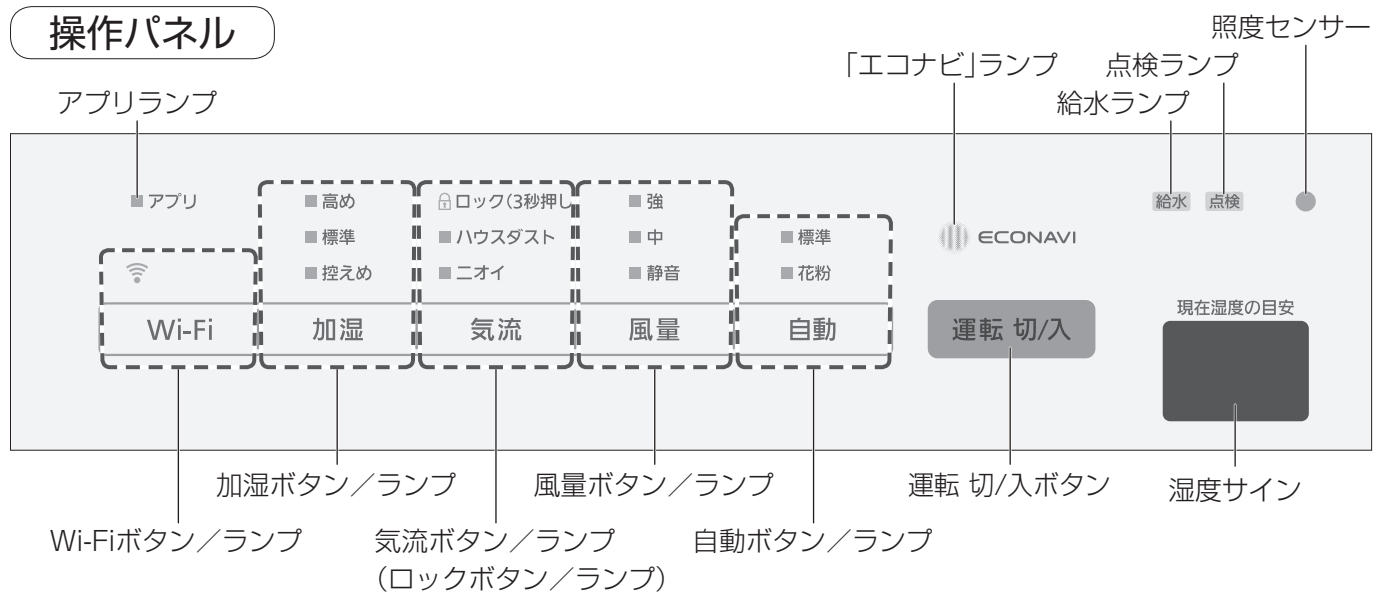 操作パネル
照度センサー
「エコナビ」ランプ
点検ランプ
給水ランプ
アプリランプ
アプリ
高め
標準
控えめ
ロック(3秒押し
ハウスダスト
ニオイ
強
中
静音
標準
花粉
ECONAVI
給水 点検
現在湿度の目安
Wi-Fi 加湿 気流 風量 自動 運転 切/入
加湿ボタン／ランプ
風量ボタン／ランプ
運転 切/入ボタン
湿度サイン
Wi-Fiボタン／ランプ
気流ボタン／ランプ
(ロックボタン／ランプ)
自動ボタン／ランプ